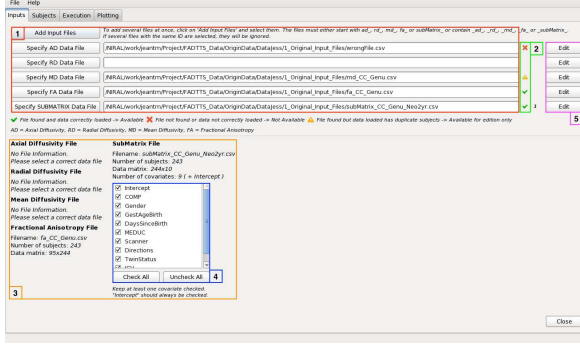 File Help
Inputs Subjects Execution Plotting
1 Add Input Files To add several files at once, click on 'Add Input Files' and select them. The files must either start with ad_, rd_, md_, fa_ or subMatrix_ or contain _ad_, _rd_, _md_, _fa_ or _subMatrix_.
If several files with the same ID are selected, they will be ignored.
Specify AD Data File /NIRAL/work/jeantm/Project/FADTTS_Data/OriginData/DataJess/1_Original_Input_Files/wrongFile.csv 2 Edit
Specify RD Data File Edit
Specify MD Data File /NIRAL/work/jeantm/Project/FADTTS_Data/OriginData/DataJess/1_Original_Input_Files/md_CC_Genu.csv Edit
Specify FA Data File /NIRAL/work/jeantm/Project/FADTTS_Data/OriginData/DataJess/1_Original_Input_Files/fa_CC_Genu.csv Edit
Specify SUBMATRIX Data File /NIRAL/work/jeantm/Project/FADTTS_Data/OriginData/DataJess/1_Original_Input_Files/subMatrix_CC_Genu_Neo2yr.csv Edit
File found and data correctly loaded -> Available File not found or data not correctly loaded -> Not Available File found but data loaded has duplicate subjects -> Available for edition only 5
AD = Axial Diffusivity, RD = Radial Diffusivity, MD = Mean Diffusivity, FA = Fractional Anisotropy
Axial Diffusivity File
No File Information.
Please select a correct data file
Radial Diffusivity File
No File Information.
Please select a correct data file
Mean Diffusivity File
No File Information.
Please select a correct data file
Fractional Anisotropy File
Filename: fa_CC_Genu.csv
Number of subjects: 243
Data matrix: 95x244
3
SubMatrix File
Filename: subMatrix_CC_Genu_Neo2yr.csv
Number of subjects: 243
Data matrix: 244x10
Number of covariates: 9 ( + Intercept )
Intercept
COMP
Gender
GestAgeBirth
DaysSinceBirth
MEDUC
Scanner
Directions
TwinStatus
Check All Uncheck All 4
Keep at least one covariate checked.
"Intercept" should always be checked.
Close